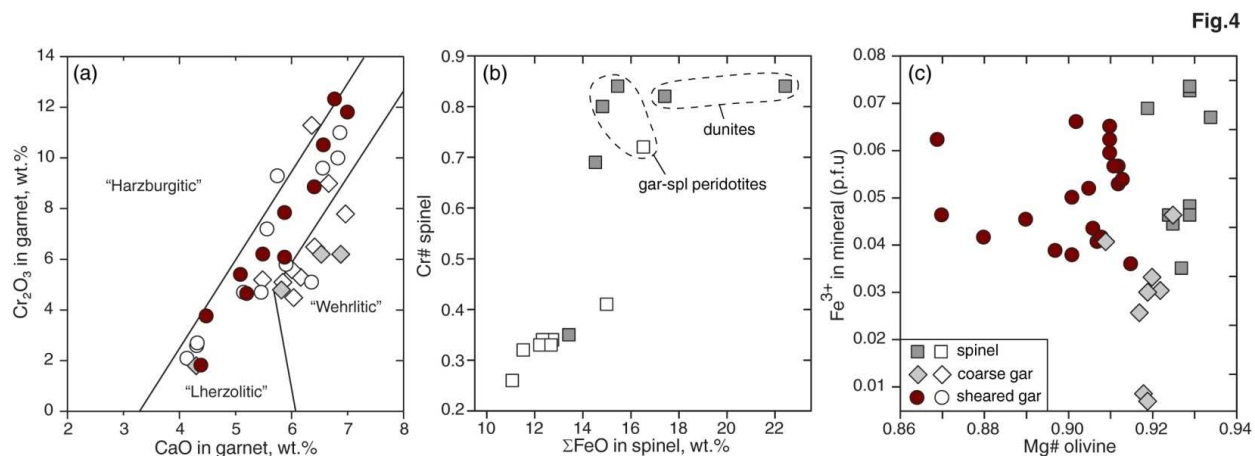 Fig.4
(a)
14
12
10
8
6
4
2
0
Cr2O3 in garnet, wt.%
"Harzburgitic"
"Lherzolitic"
"Wehrlitic"
2 3 4 5 6 7 8
CaO in garnet, wt.%
(b)
0.9
0.8
0.7
0.6
0.5
0.4
0.3
0.2
Cr# spinel
dunites
gar-spl peridotites
10 12 14 16 18 20 22
ΣFeO in spinel, wt.%
(c)
0.08
0.07
0.06
0.05
0.04
0.03
0.02
0.01
Fe3+ in mineral (p.f.u)
spinel
coarse gar
sheared gar
0.86 0.88 0.90 0.92 0.94
Mg# olivine